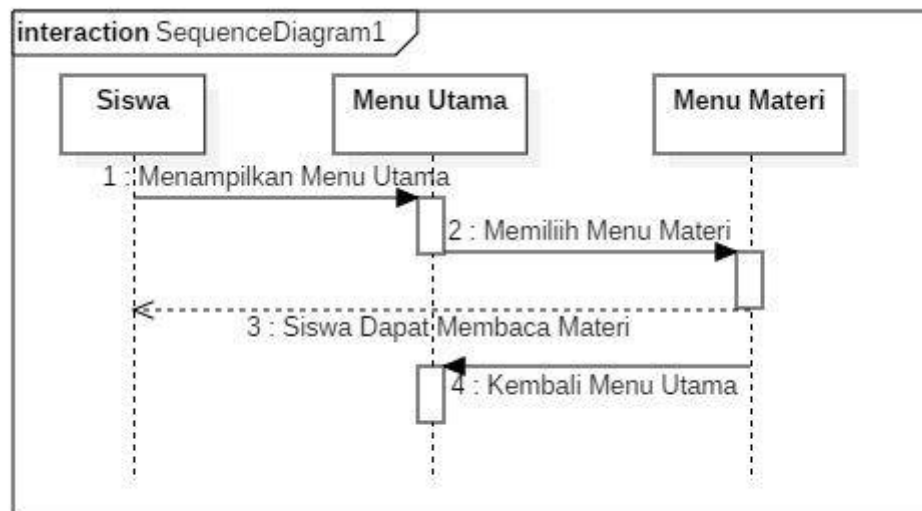 interaction SequenceDiagram1
Siswa
Menu Utama
Menu Materi
1 : Menampilkan Menu Utama
2 : Memiliih Menu Materi
3 : Siswa Dapat Membaca Materi
4 : Kembali Menu Utama